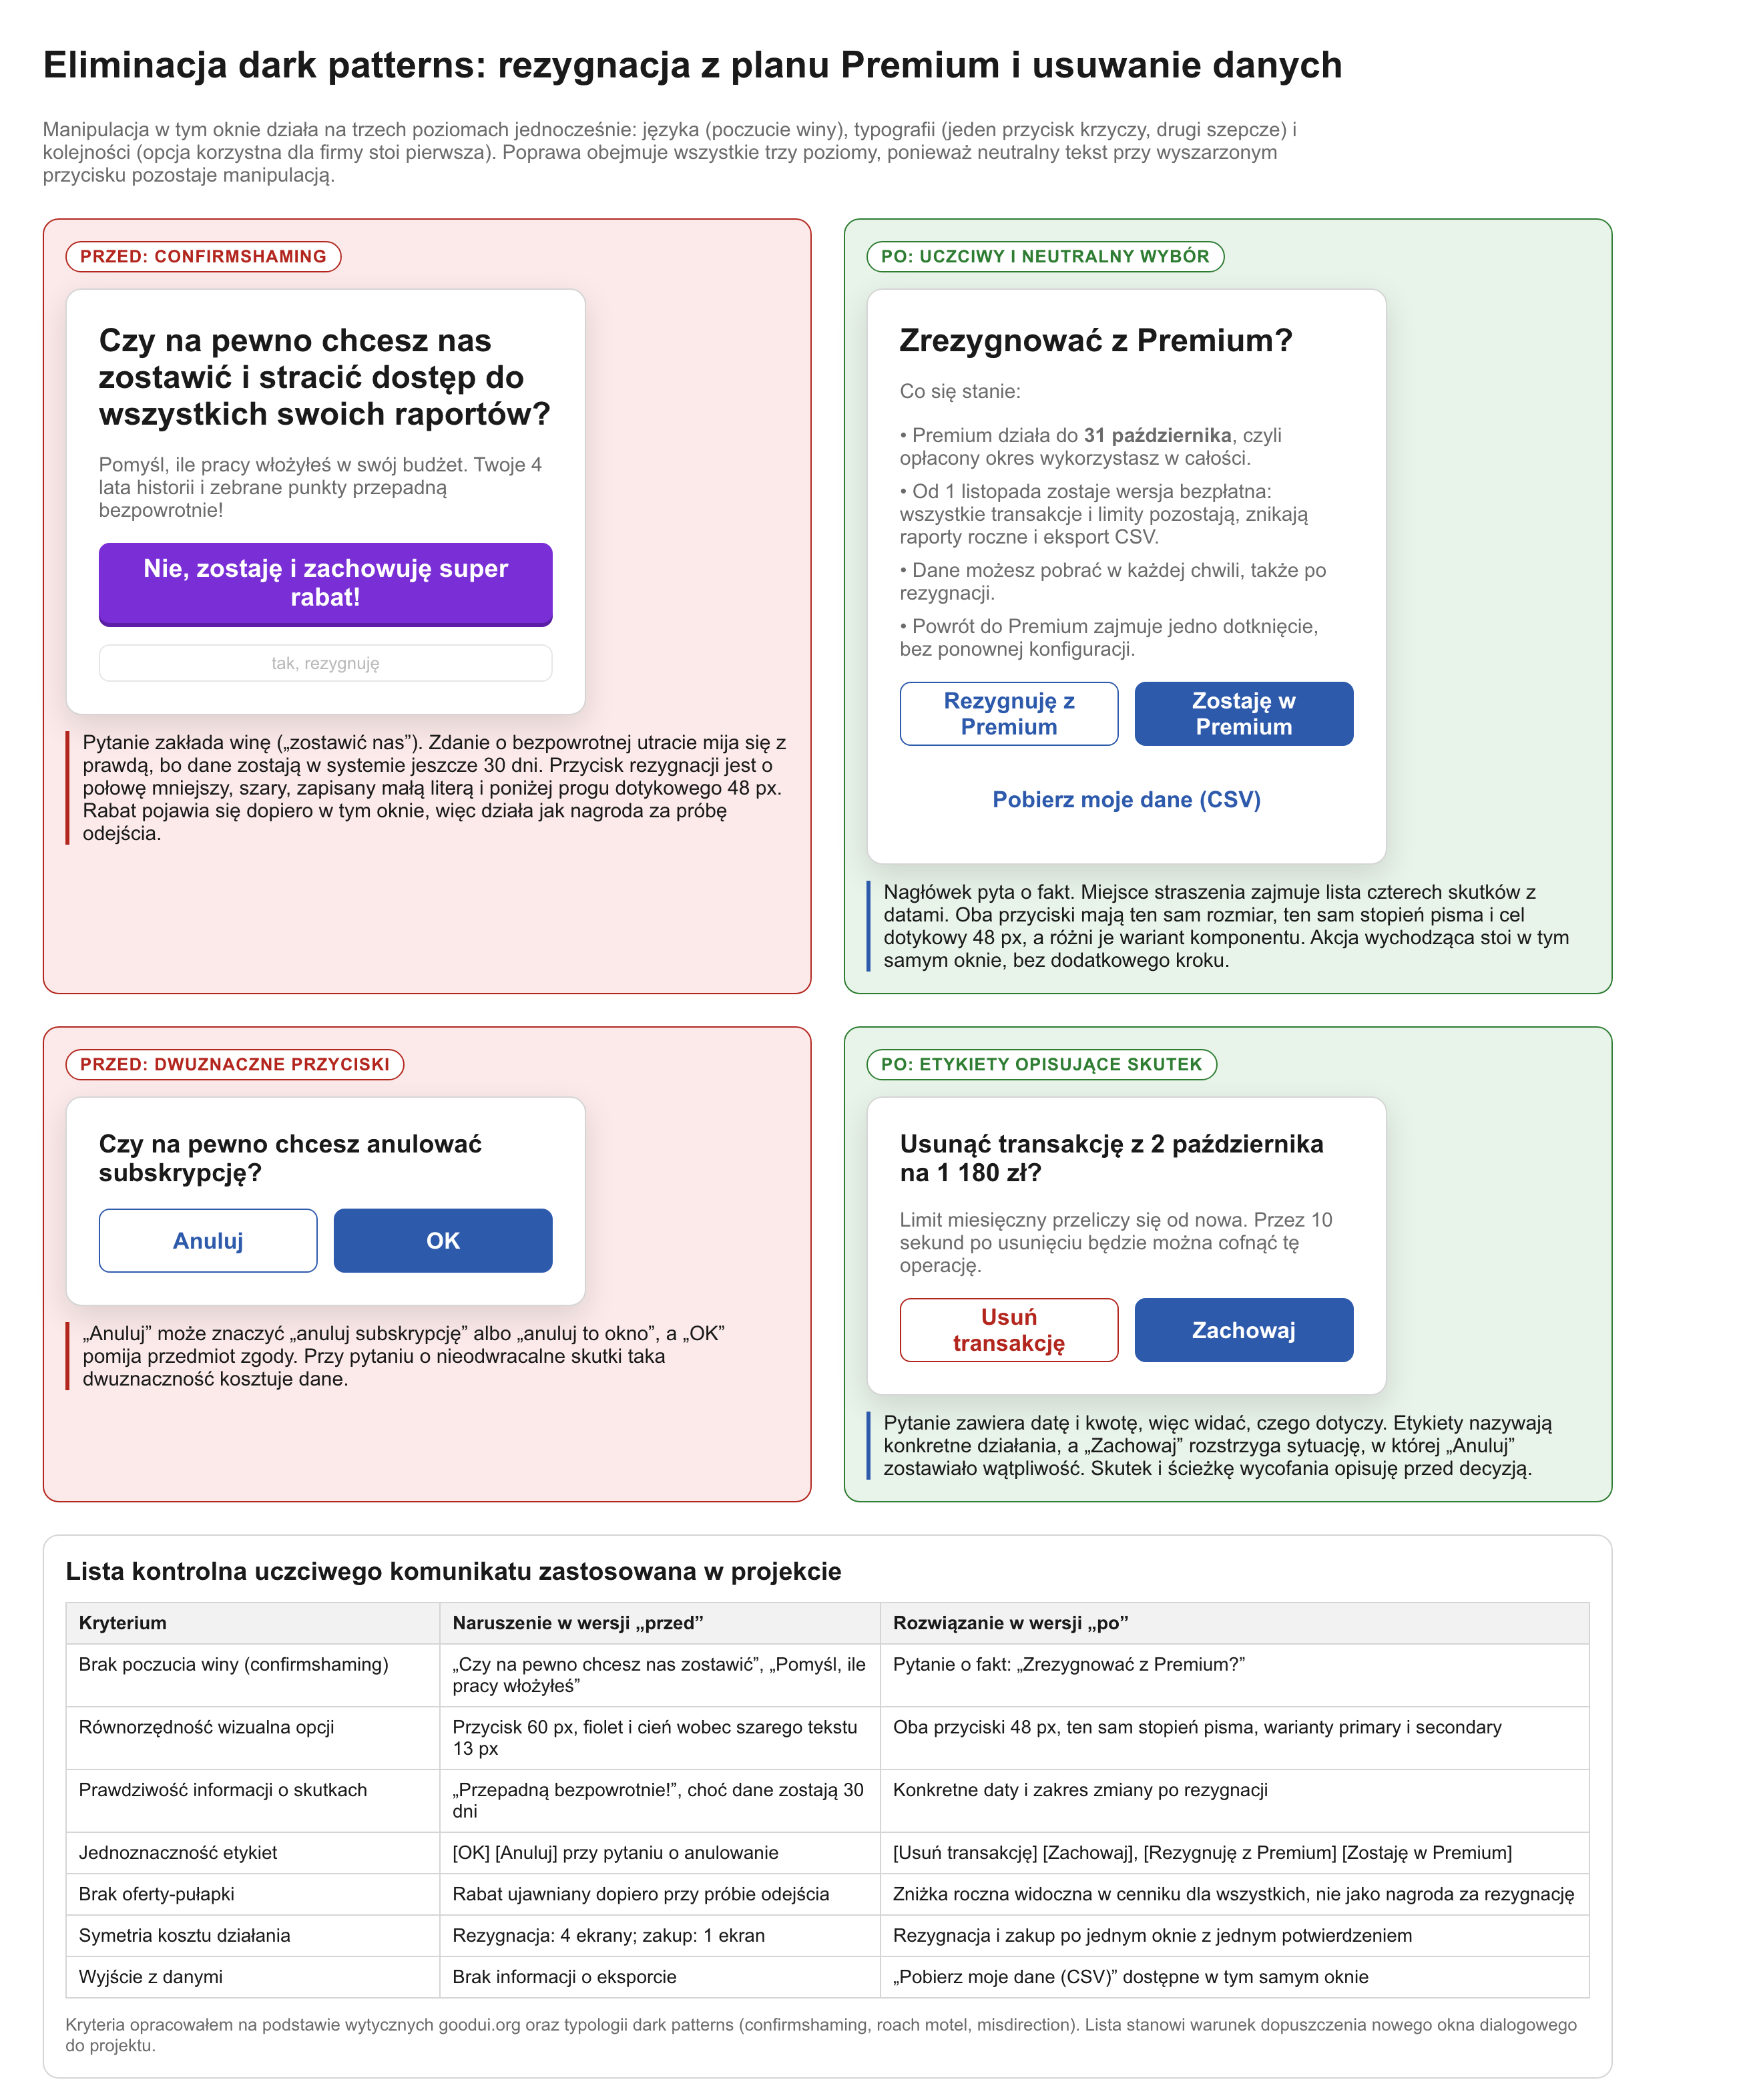 Eliminacja dark patterns: rezygnacja z planu Premium i usuwanie danych
Manipulacja w tym oknie działa na trzech poziomach jednocześnie: języka (poczucie winy), typografii (jeden przycisk krzyczy, drugi szepcze) i
kolejności (opcja korzystna dla firmy stoi pierwsza). Poprawa obejmuje wszystkie trzy poziomy, ponieważ neutralny tekst przy wyszarzonym
przycisku pozostaje manipulacją.
PRZED: CONFIRMSHAMING
Czy na pewno chcesz nas
zostawić i stracić dostęp do
wszystkich swoich raportów?
Pomyśl, ile pracy włożyłeś w swój budżet. Twoje 4
lata historii i zebrane punkty przepadną
bezpowrotnie!
Nie, zostaję i zachowuję super
rabat!
tak, rezygnuję
Pytanie zakłada winę („zostawić nas”). Zdanie o bezpowrotnej utracie mija się z
prawdą, bo dane zostają w systemie jeszcze 30 dni. Przycisk rezygnacji jest o
połowę mniejszy, szary, zapisany małą literą i poniżej progu dotykowego 48 px.
Rabat pojawia się dopiero w tym oknie, więc działa jak nagroda za próbę
odejścia.
PO: UCZCIWY I NEUTRALNY WYBÓR
Zrezygnować z Premium?
Co się stanie:
• Premium działa do 31 października, czyli
opłacony okres wykorzystasz w całości.
• Od 1 listopada zostaje wersja bezpłatna:
wszystkie transakcje i limity pozostają, znikają
raporty roczne i eksport CSV.
• Dane możesz pobrać w każdej chwili, także po
rezygnacji.
• Powrót do Premium zajmuje jedno dotknięcie,
bez ponownej konfiguracji.
Rezygnuję z
Premium
Zostaję w
Premium
Pobierz moje dane (CSV)
Nagłówek pyta o fakt. Miejsce straszenia zajmuje lista czterech skutków z
datami. Oba przyciski mają ten sam rozmiar, ten sam stopień pisma i cel
dotykowy 48 px, a różni je wariant komponentu. Akcja wychodząca stoi w tym
samym oknie, bez dodatkowego kroku.
PRZED: DWUZNACZNE PRZYCISKI
Czy na pewno chcesz anulować
subskrypcję?
Anuluj
OK
„Anuluj” może znaczyć „anuluj subskrypcję” albo „anuluj to okno”, a „OK”
pomija przedmiot zgody. Przy pytaniu o nieodwracalne skutki taka
dwuznaczność kosztuje dane.
PO: ETYKIETY OPISUJĄCE SKUTEK
Usunąć transakcję z 2 października
na 1 180 zł?
Limit miesięczny przeliczy się od nowa. Przez 10
sekund po usunięciu będzie można cofnąć tę
operację.
Usuń
transakcję
Zachowaj
Pytanie zawiera datę i kwotę, więc widać, czego dotyczy. Etykiety nazywają
konkretne działania, a „Zachowaj” rozstrzyga sytuację, w której „Anuluj”
zostawiało wątpliwość. Skutek i ścieżkę wycofania opisuję przed decyzją.
Lista kontrolna uczciwego komunikatu zastosowana w projekcie
Kryterium
Naruszenie w wersji „przed”
Rozwiązanie w wersji „po”
Brak poczucia winy (confirmshaming)
„Czy na pewno chcesz nas zostawić”, „Pomyśl, ile
pracy włożyłeś”
Pytanie o fakt: „Zrezygnować z Premium?”
Równorzędność wizualna opcji
Przycisk 60 px, fiolet i cień wobec szarego tekstu
13 px
Oba przyciski 48 px, ten sam stopień pisma, warianty primary i secondary
Prawdziwość informacji o skutkach
„Przepadną bezpowrotnie!”, choć dane zostają 30
dni
Konkretne daty i zakres zmiany po rezygnacji
Jednoznaczność etykiet
[OK] [Anuluj] przy pytaniu o anulowanie
[Usuń transakcję] [Zachowaj], [Rezygnuję z Premium] [Zostaję w Premium]
Brak oferty-pułapki
Rabat ujawniany dopiero przy próbie odejścia
Zniżka roczna widoczna w cenniku dla wszystkich, nie jako nagroda za rezygnację
Symetria kosztu działania
Rezygnacja: 4 ekrany; zakup: 1 ekran
Rezygnacja i zakup po jednym oknie z jednym potwierdzeniem
Wyjście z danymi
Brak informacji o eksporcie
„Pobierz moje dane (CSV)” dostępne w tym samym oknie
Kryteria opracowałem na podstawie wytycznych goodui.org oraz typologii dark patterns (confirmshaming, roach motel, misdirection). Lista stanowi warunek dopuszczenia nowego okna dialogowego
do projektu.